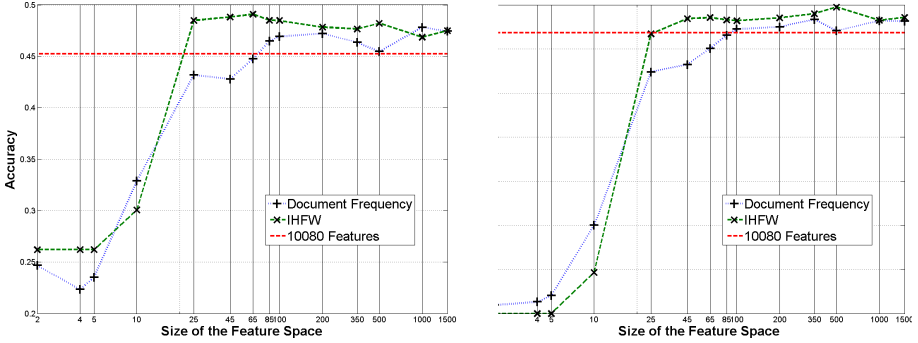 0.5
0.45
0.4
0.35
0.3
0.25
0.2
Accuracy
Document Frequency
IHFW
10080 Features
2 4 5 10 25 45 65 85 100 200 350 500 1000 1500
Size of the Feature Space
Document Frequency
IHFW
10080 Features
4 5 10 25 45 65 85 100 200 350 500 1000 1500
Size of the Feature Space